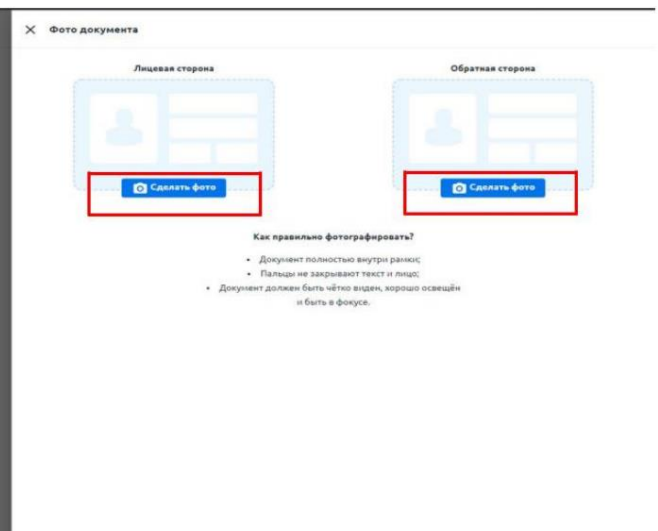 Фото документа
Лицевая сторона
Обратная сторона
Сделать фото
Сделать фото
Как правильно фотографировать?
• Документ полностью внутри рамки;
• Пальцы не закрывают текст и лицо;
• Документ должен быть чётко виден, хорошо освещён
и быть в фокусе.